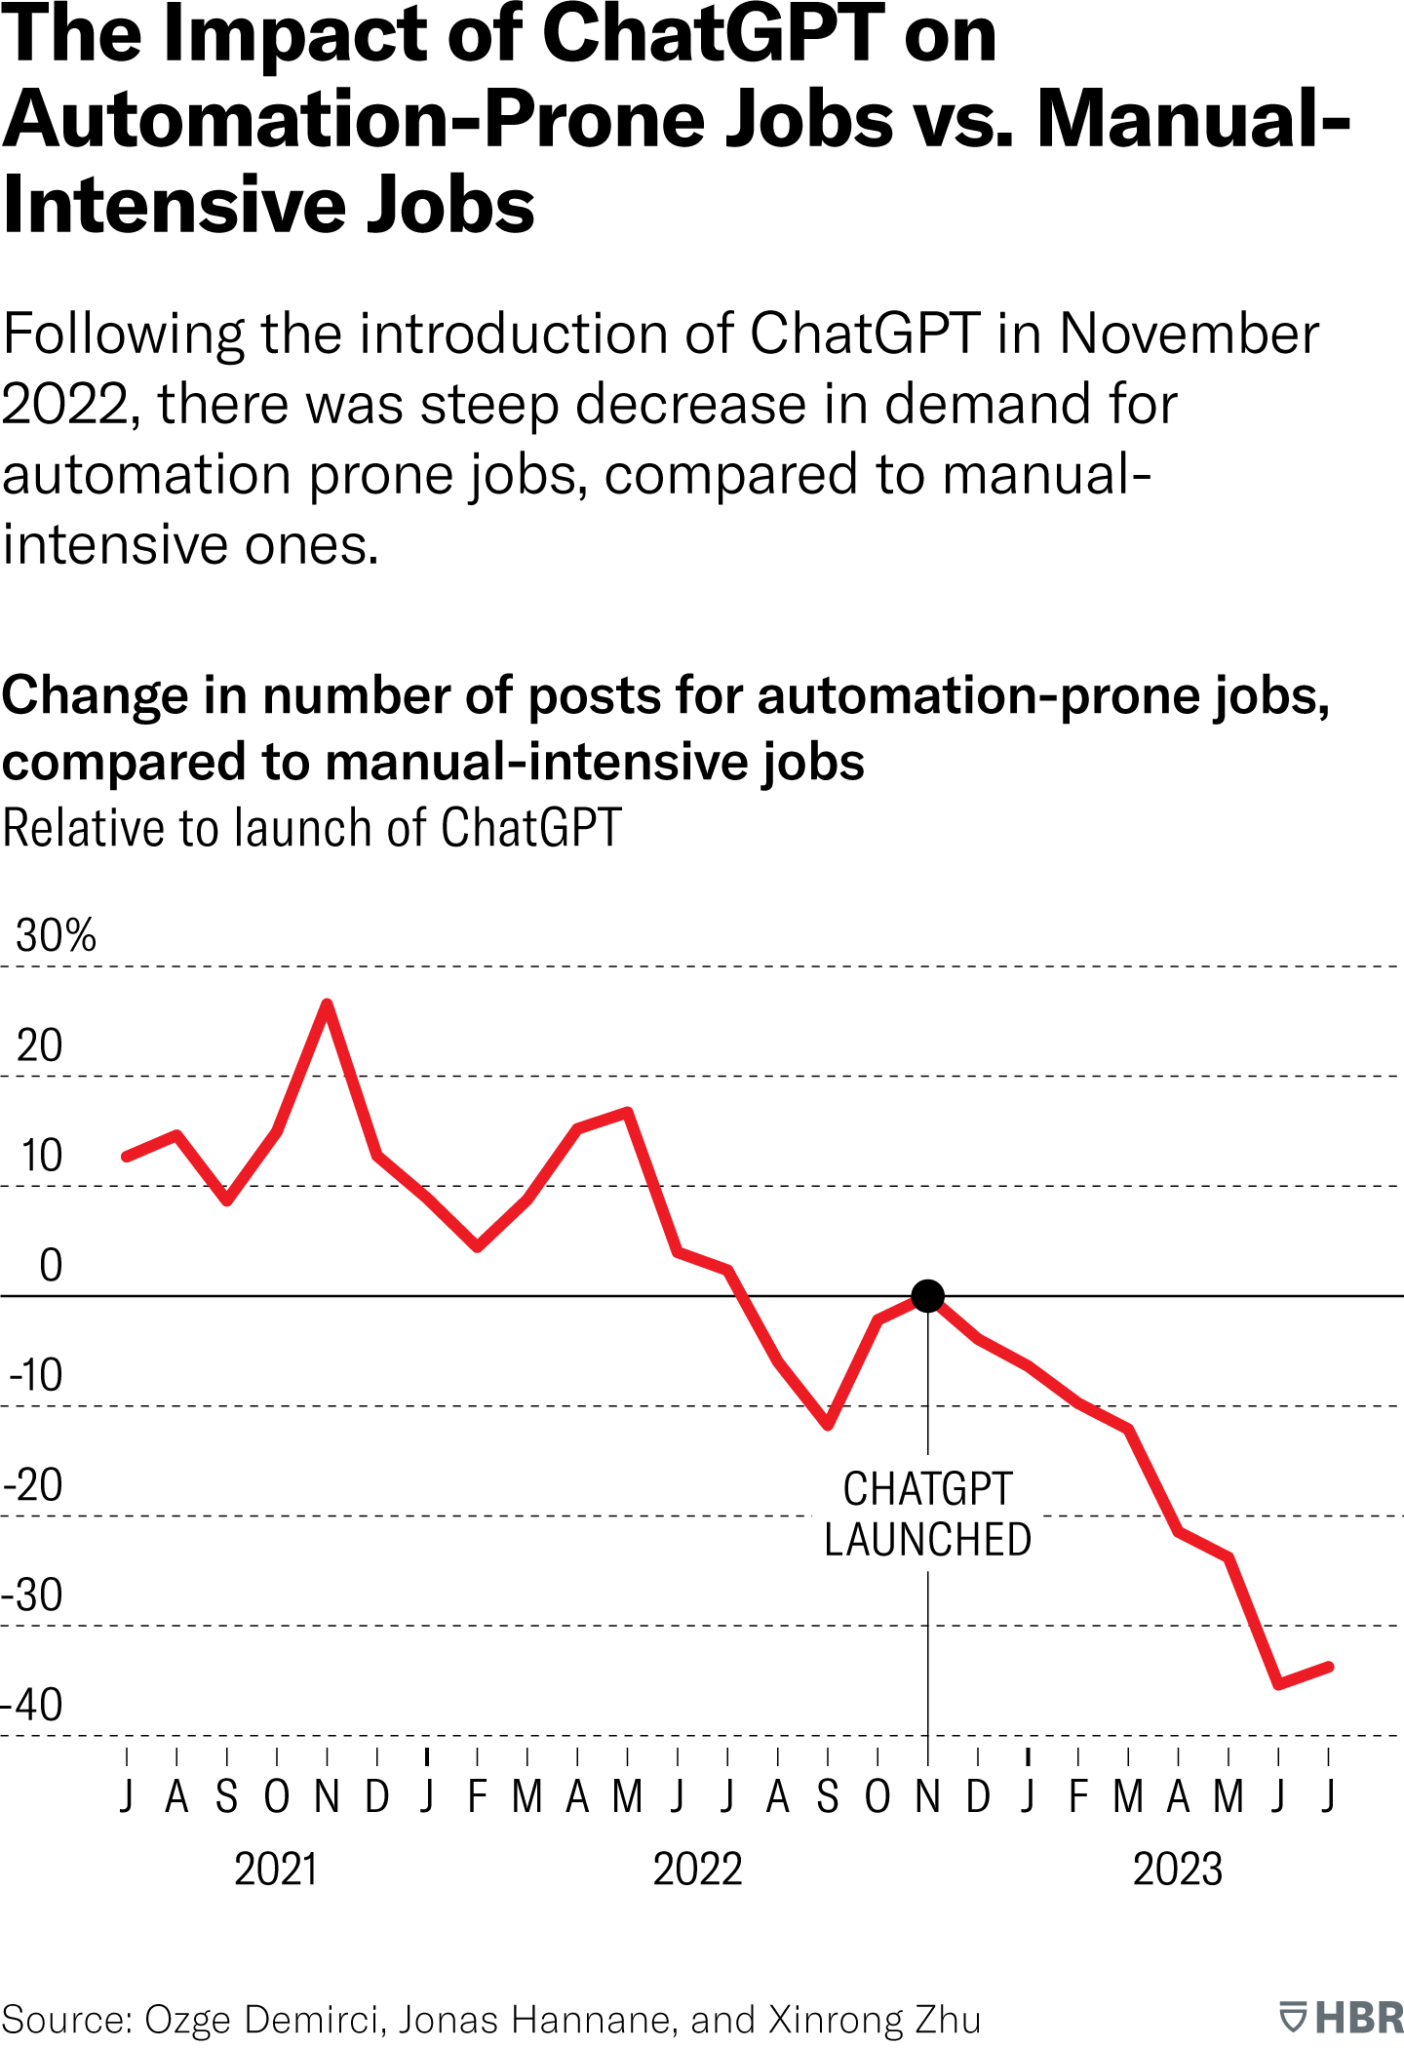 The Impact of ChatGPT on
Automation-Prone Jobs vs. Manual-
Intensive Jobs
Following the introduction of ChatGPT in November
2022, there was steep decrease in demand for
automation prone jobs, compared to manual-
intensive ones.
Change in number of posts for automation-prone jobs,
compared to manual-intensive jobs
Relative to launch of ChatGPT
30%
20
10
0
-10
-20
-30
-40
CHATGPT
LAUNCHED
J A S O N D J F M A M J J A S O N D J F M A M J J
2021 2022 2023
Source: Ozge Demirci, Jonas Hannane, and Xinrong Zhu
HBR